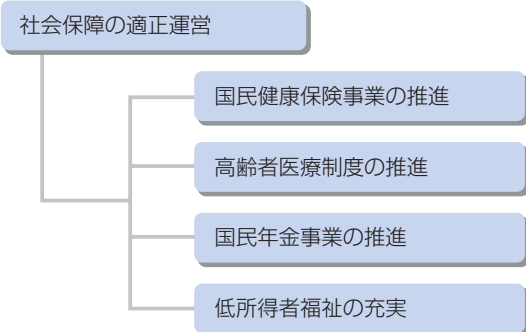 社会保障の適正運営
国民健康保険事業の推進
高齢者医療制度の推進
国民年金事業の推進
低所得者福祉の充実